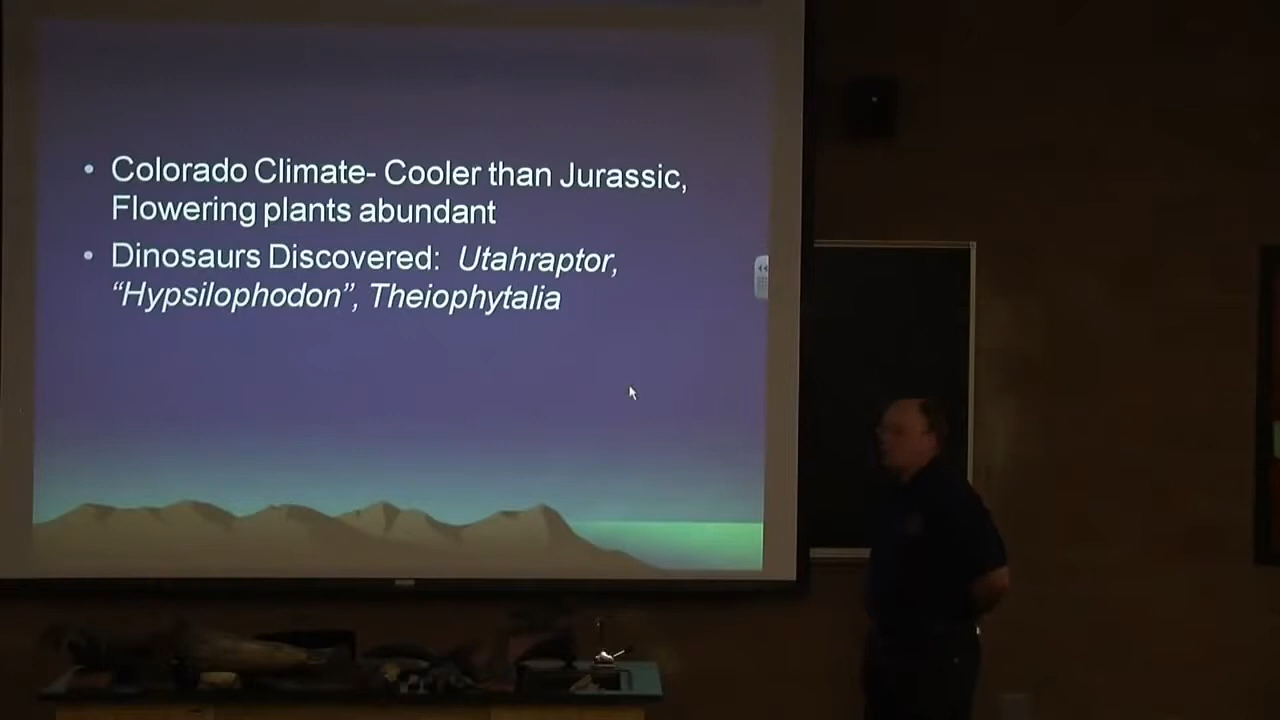 • Colorado Climate- Cooler than Jurassic,
Flowering plants abundant
• Dinosaurs Discovered: Utahraptor,
“Hypsilophodon”, Theiophytalia